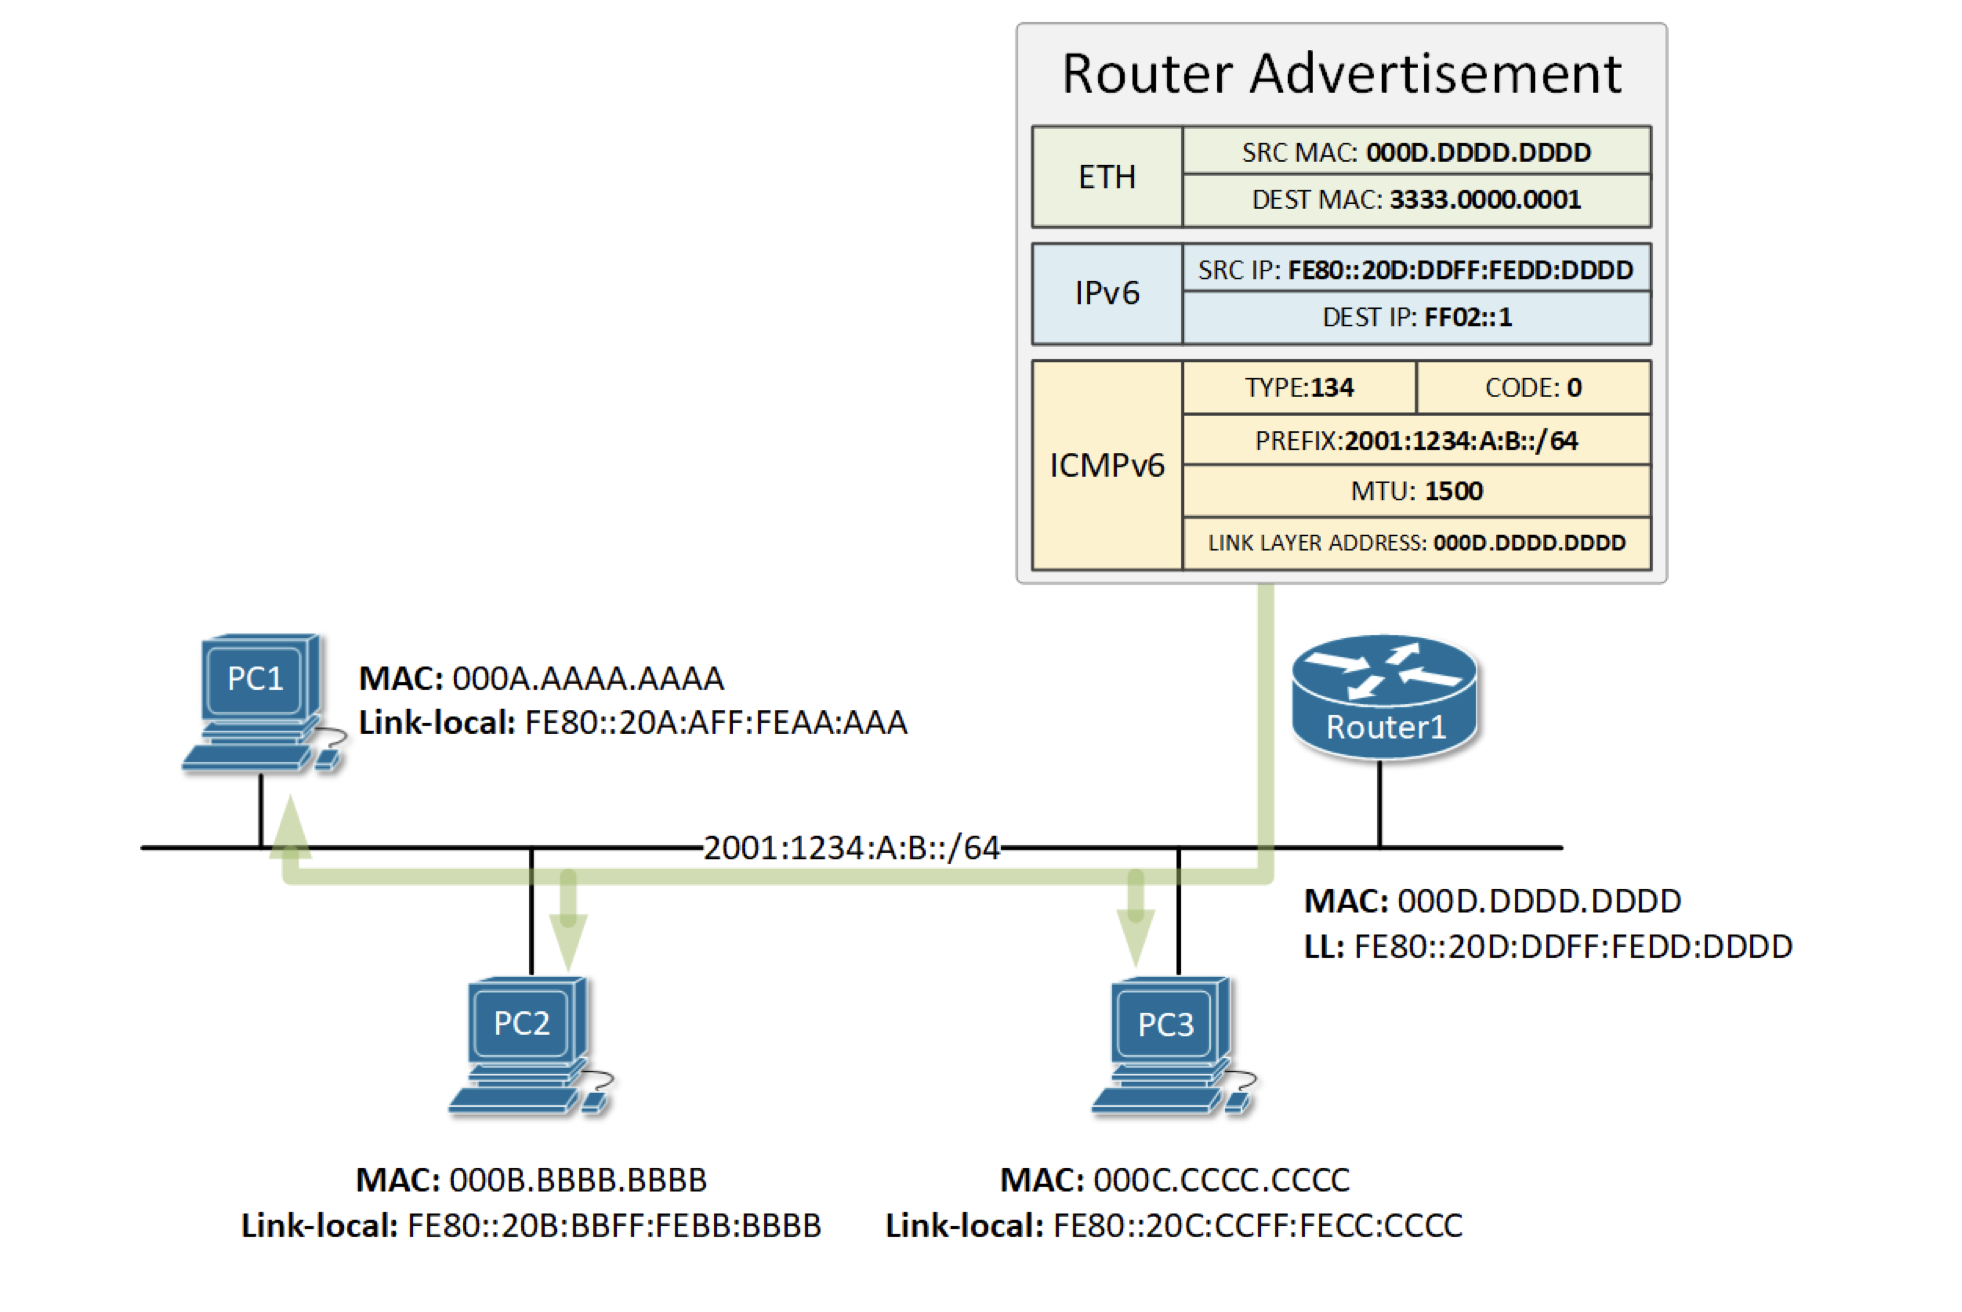 Router Advertisement
ETH
SRC MAC: 000D.DDDD.DDDD
DEST MAC: 3333.0000.0001
IPv6
SRC IP: FE80::20D:DDFF:FEDD:DDDD
DEST IP: FF02::1
ICMPv6
TYPE:134
CODE: 0
PREFIX:2001:1234:A:B::/64
MTU: 1500
LINK LAYER ADDRESS: 000D.DDDD.DDDD
PC1
MAC: 000A.AAAA.AAAA
Link-local: FE80::20A:AFF:FEAA:AAA
Router1
2001:1234:A:B::/64
MAC: 000D.DDDD.DDDD
LL: FE80::20D:DDFF:FEDD:DDDD
PC2
PC3
MAC: 000B.BBBB.BBBB
Link-local: FE80::20B:BBFF:FEBB:BBBB
MAC: 000C.CCCC.CCCC
Link-local: FE80::20C:CCFF:FECC:CCCC